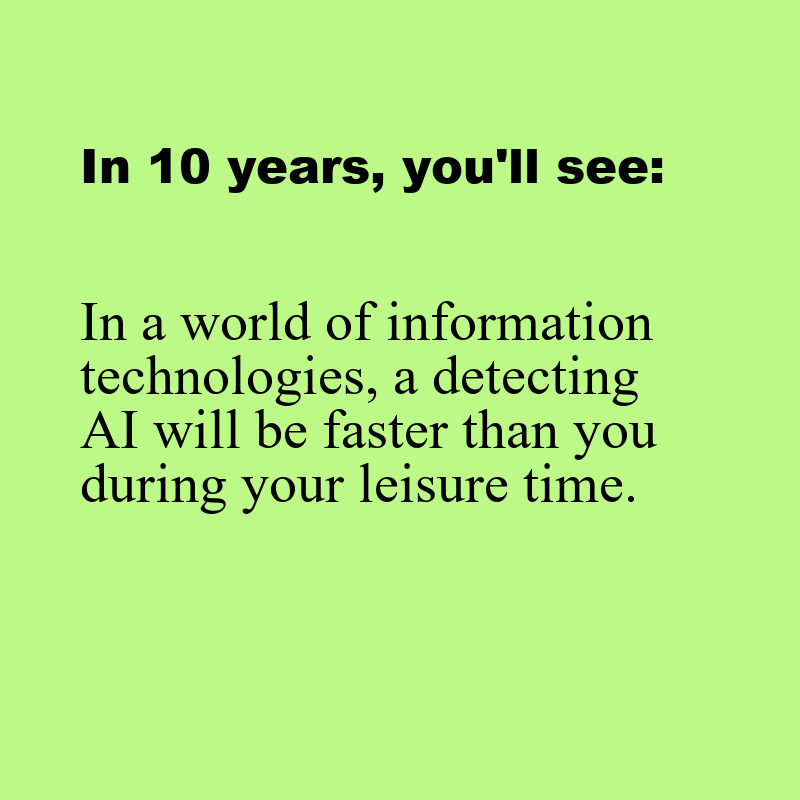 In 10 years, you'll see:
In a world of information
technologies, a detecting
AI will be faster than you
during your leisure time.